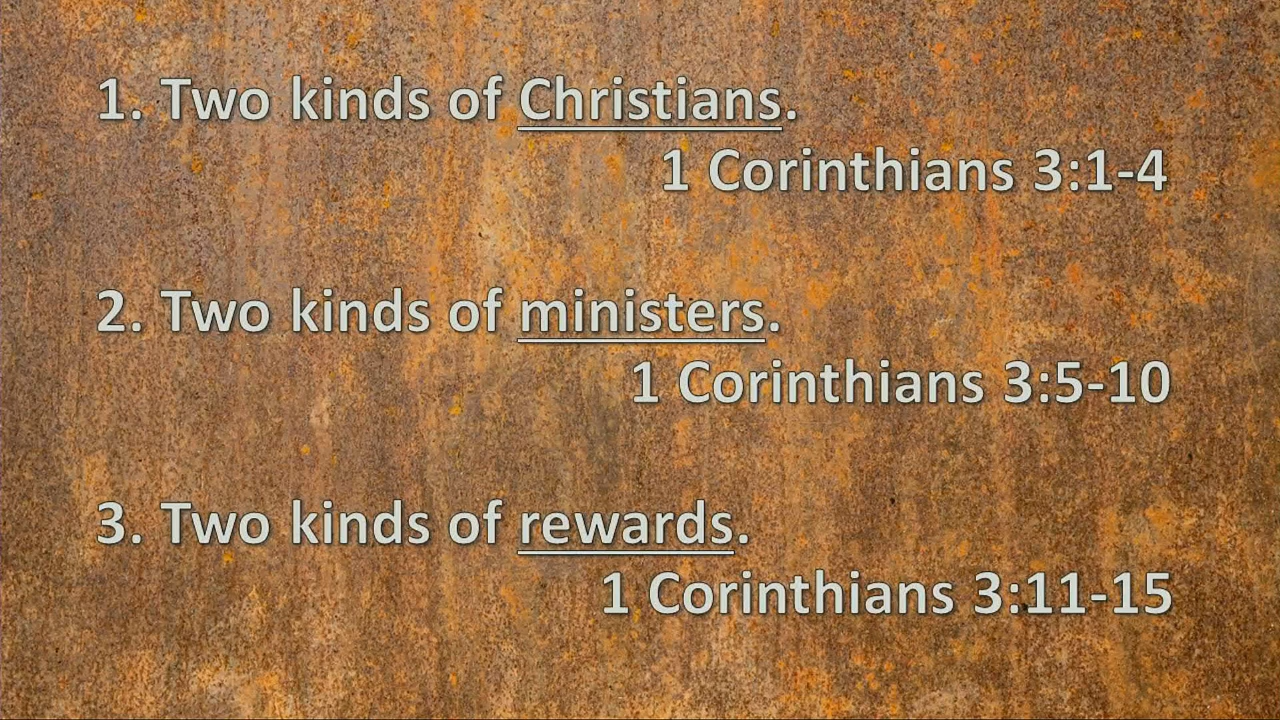 1. Two kinds of Christians.
1 Corinthians 3:1-4
2. Two kinds of ministers.
1 Corinthians 3:5-10
3. Two kinds of rewards.
1 Corinthians 3:11-15